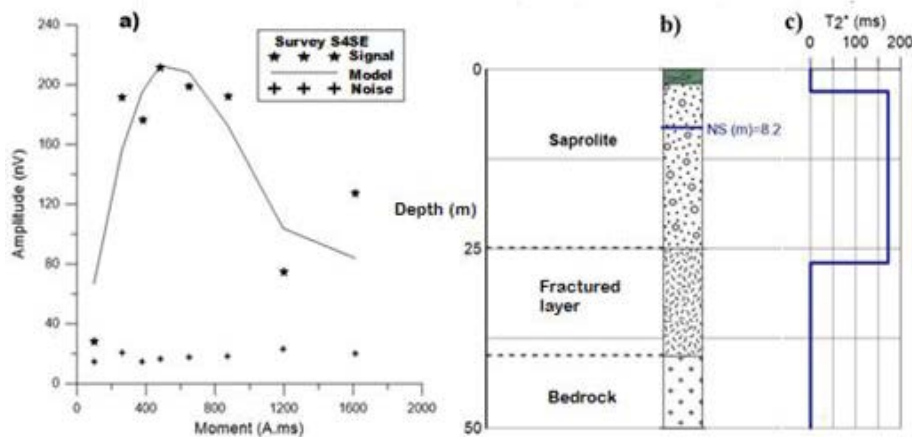 a)
240
200
160
120
80
40
0
Amplitude (nV)
Survey S4SE
Signal
Model
Noise
0 400 800 1200 1600 2000
Moment (A.ms)
b)
Depth (m)
0
25
50
Saprolite
Fractured
layer
Bedrock
NS (m)=8.2
c)
T2* (ms)
0 100 200